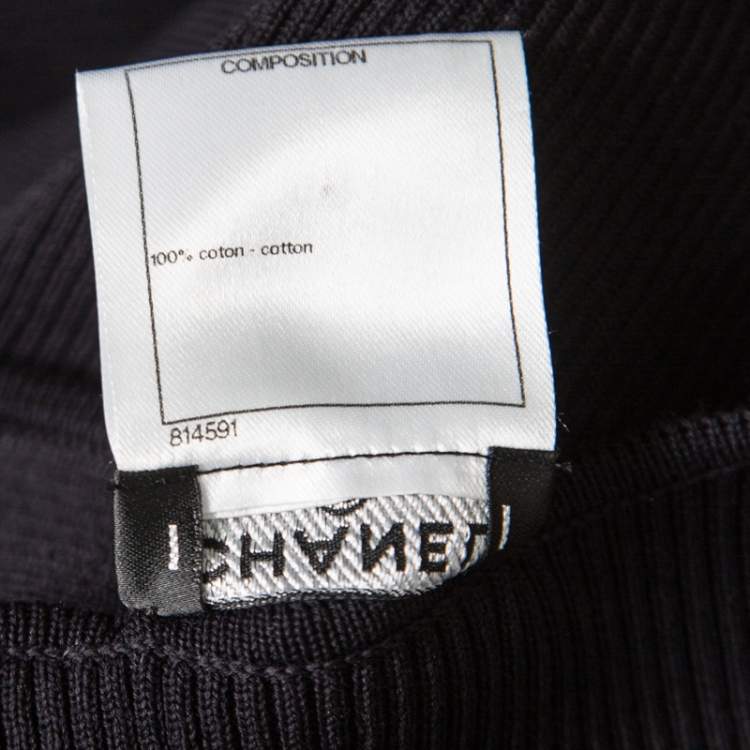 COMPOSITION
100% coton - cotton
814591
CHANEL